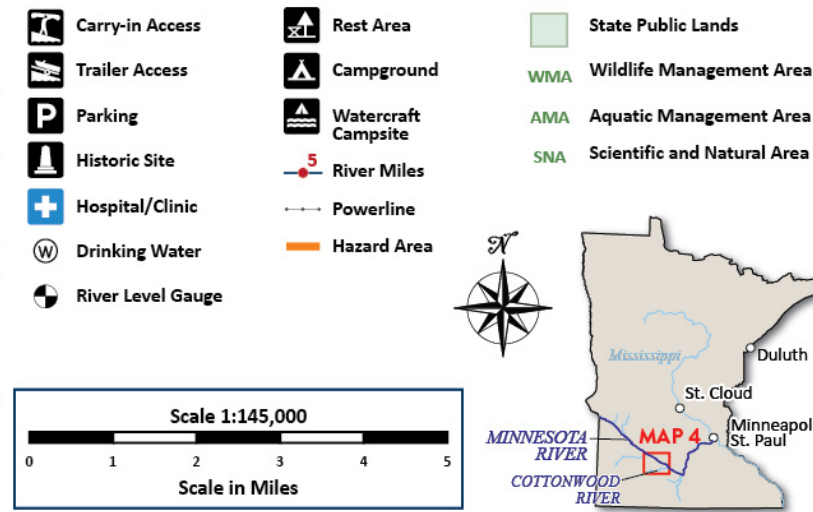 Carry-in Access
Trailer Access
P
Parking
Historic Site
Hospital/Clinic
W
Drinking Water
River Level Gauge
Rest Area
Campground
Watercraft
Campsite
5
River Miles
Powerline
Hazard Area
State Public Lands
WMA Wildlife Management Area
AMA Aquatic Management Area
SNA Scientific and Natural Area
N
Scale 1:145,000
0 1 2 3 4 5
Scale in Miles
Mississippi
Duluth
St. Cloud
Minneapol
St. Paul
MAP 4
MINNESOTA
RIVER
COTTONWOOD
RIVER